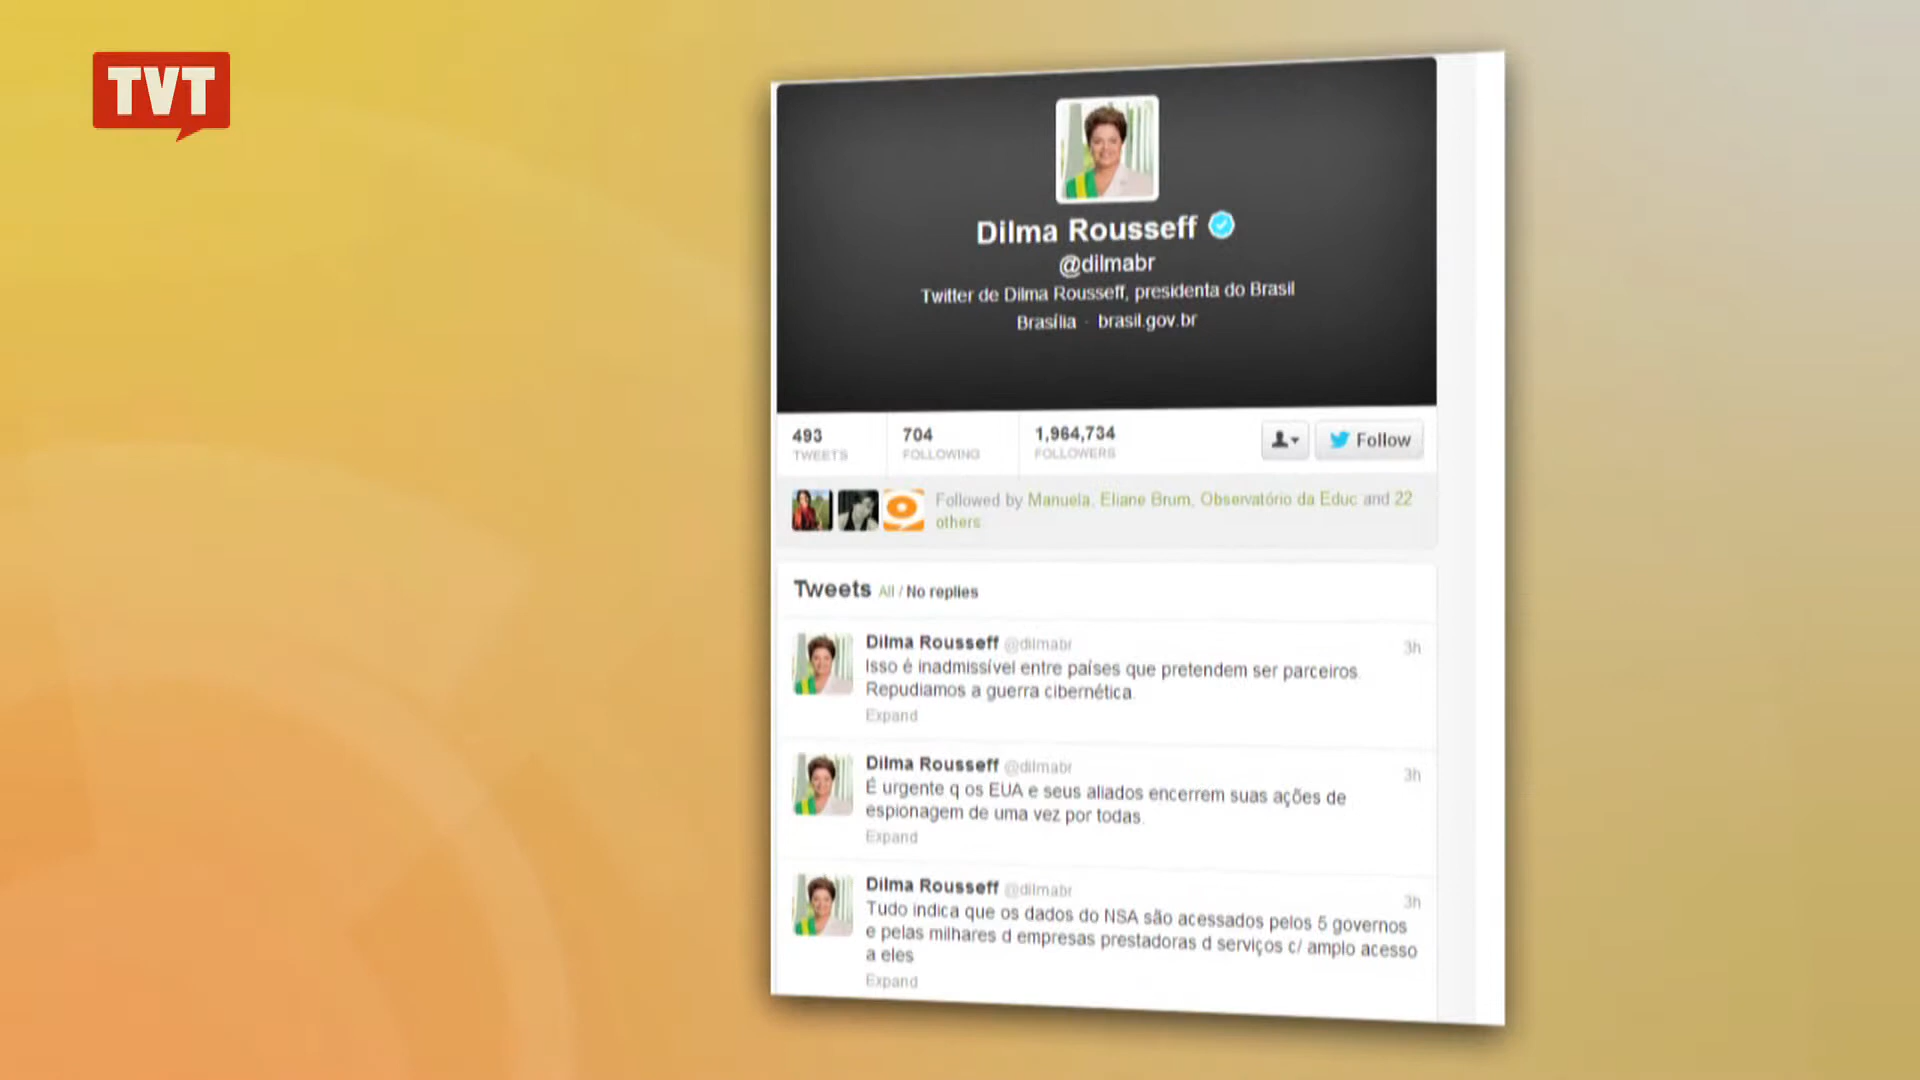 TVT
Dilma Rousseff
@dilmabr
Twitter de Dilma Rousseff, presidenta do Brasil
Brasília · brasil.gov.br
493 704 1,964,734
TWEETS FOLLOWING FOLLOWERS
Follow
Followed by Manuela, Eliane Brum, Observatório da Educ and 22
others
Tweets All / No replies
Dilma Rousseff @dilmabr 3h
Isso é inadmissível entre países que pretendem ser parceiros.
Repudiamos a guerra cibernética.
Expand
Dilma Rousseff @dilmabr 3h
É urgente q os EUA e seus aliados encerrem suas ações de
espionagem de uma vez por todas.
Expand
Dilma Rousseff @dilmabr 3h
Tudo indica que os dados do NSA são acessados pelos 5 governos
e pelas milhares d empresas prestadoras d serviços c/ amplo acesso
a eles
Expand